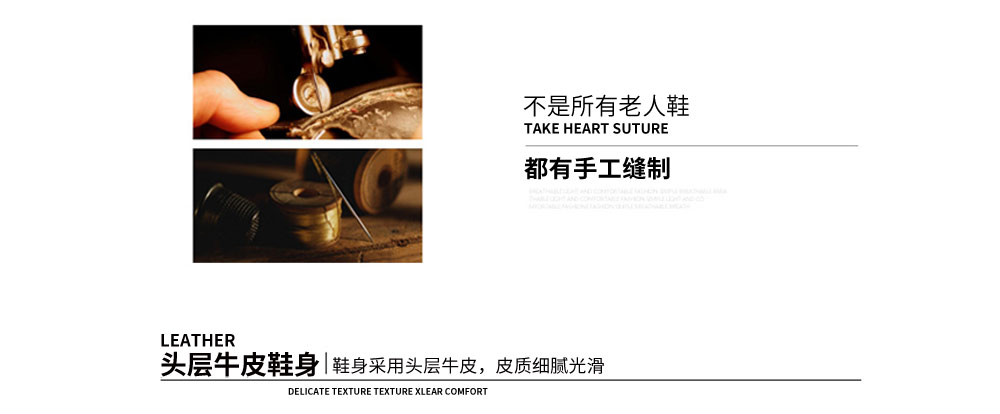 不是所有老人鞋
TAKE HEART SUTURE
都有手工缝制
LEATHER
头层牛皮鞋身
鞋身采用头层牛皮，皮质细腻光滑
DELICATE TEXTURE TEXTURE XLEAR COMFORT